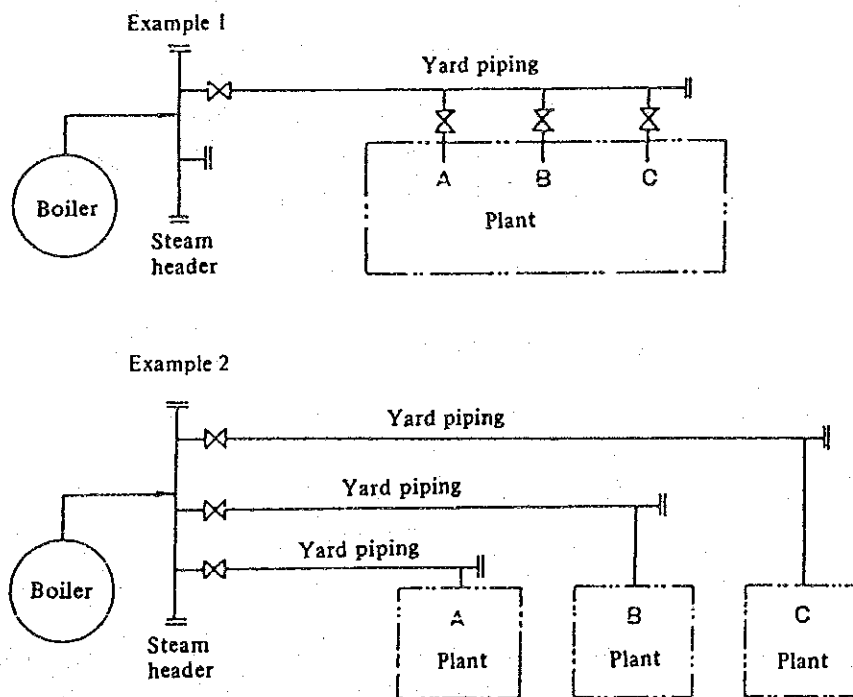 Example 1
Yard piping
Boiler
Steam
header
A B C
Plant
Example 2
Yard piping
Yard piping
Yard piping
Boiler
Steam
header
A
Plant
B
Plant
C
Plant